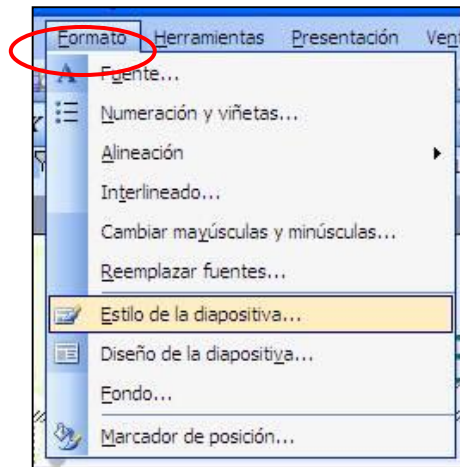 Formato Herramientas Presentación
Fuente...
Numeración y viñetas...
Alineación
Interlineado...
Cambiar mayúsculas y minúsculas...
Reemplazar fuentes...
Estilo de la diapositiva...
Diseño de la diapositiva...
Fondo...
Marcador de posición...